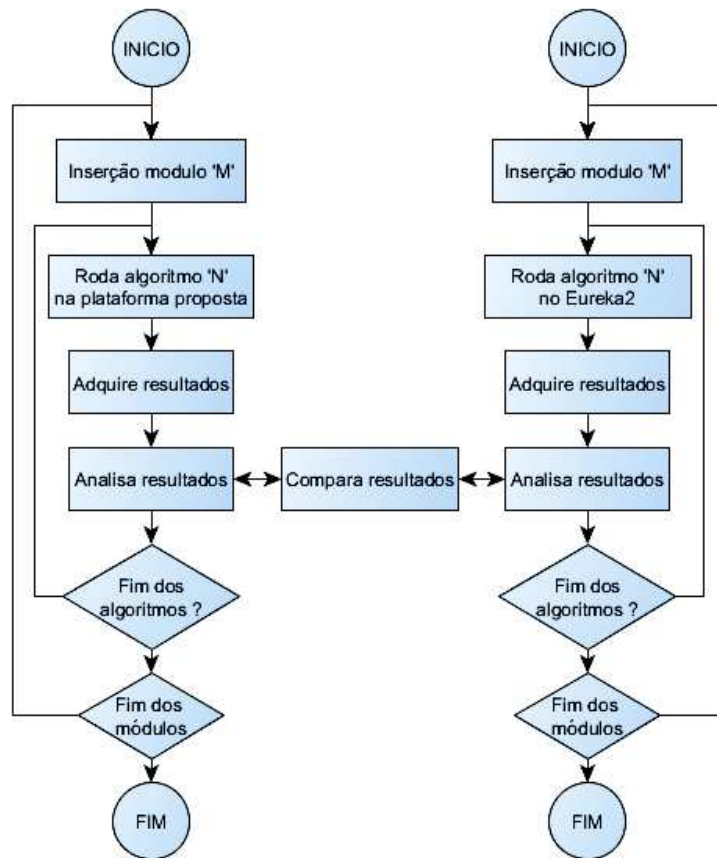 INICIO
Inserção modulo 'M'
Roda algoritmo 'N'
na plataforma proposta
Adquire resultados
Analisa resultados
Fim dos
algoritmos ?
Fim dos
módulos
FIM
Compara resultados
INICIO
Inserção modulo 'M'
Roda algoritmo 'N'
no Eureka2
Adquire resultados
Analisa resultados
Fim dos
algoritmos ?
Fim dos
módulos
FIM